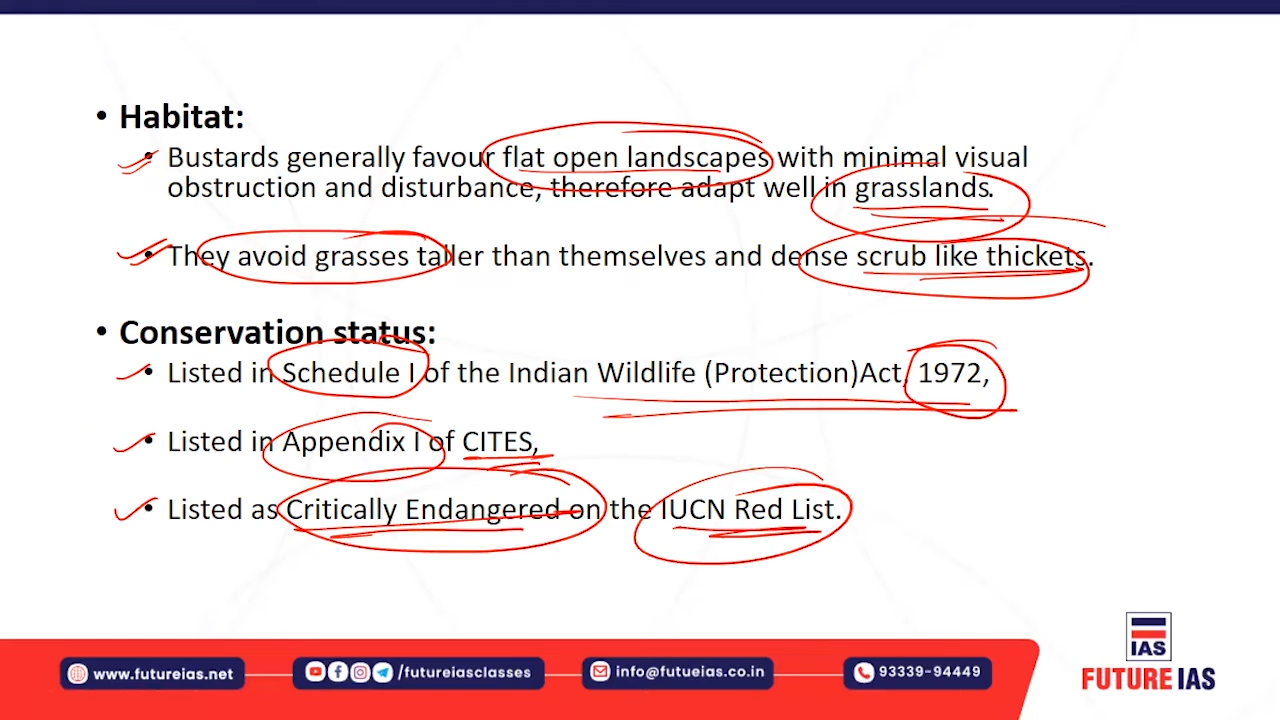 • Habitat:
• Bustards generally favour flat open landscapes with minimal visual
obstruction and disturbance, therefore adapt well in grasslands.
• They avoid grasses taller than themselves and dense scrub like thickets.
• Conservation status:
• Listed in Schedule I of the Indian Wildlife (Protection)Act, 1972,
• Listed in Appendix I of CITES,
• Listed as Critically Endangered on the IUCN Red List.
IAS
FUTURE IAS
www.futureias.net
/futureiasclasses
info@futueias.co.in
93339-94449